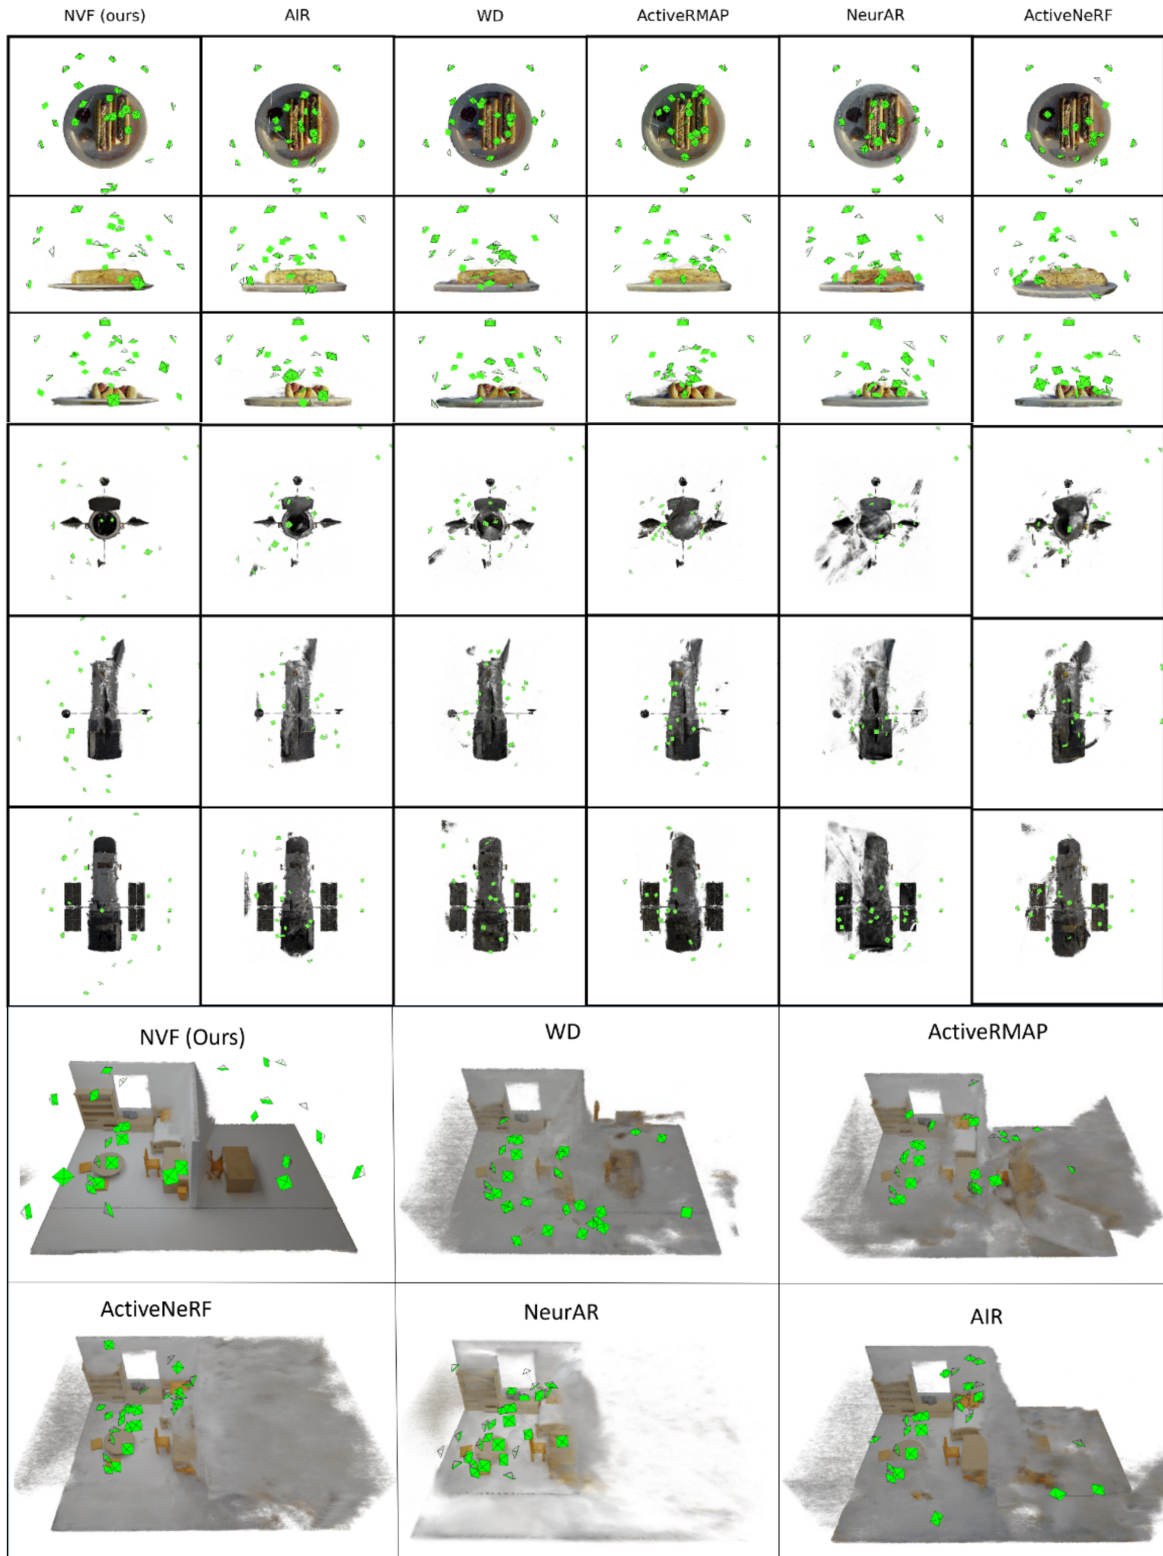 NVF (ours) AIR WD ActiveRMAP NeurAR ActiveNeRF
NVF (Ours) WD ActiveRMAP
ActiveNeRF NeurAR AIR